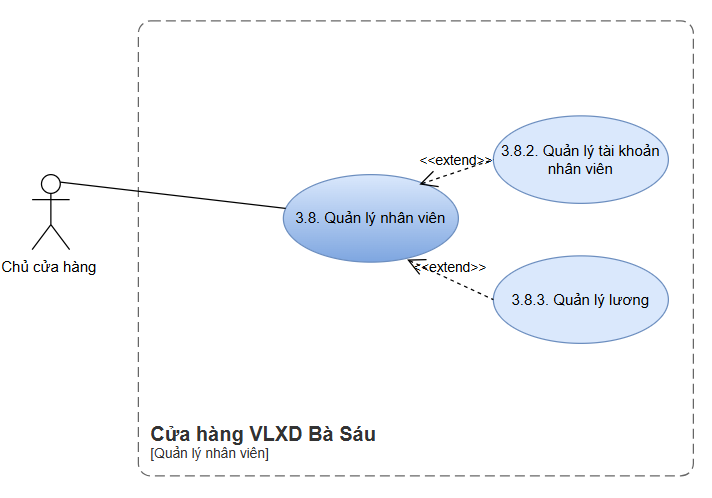 <<extend>>
3.8.2. Quản lý tài khoản
nhân viên
3.8. Quản lý nhân viên
Chủ cửa hàng
<<extend>>
3.8.3. Quản lý lương
Cửa hàng VLXD Bà Sáu
[Quản lý nhân viên]